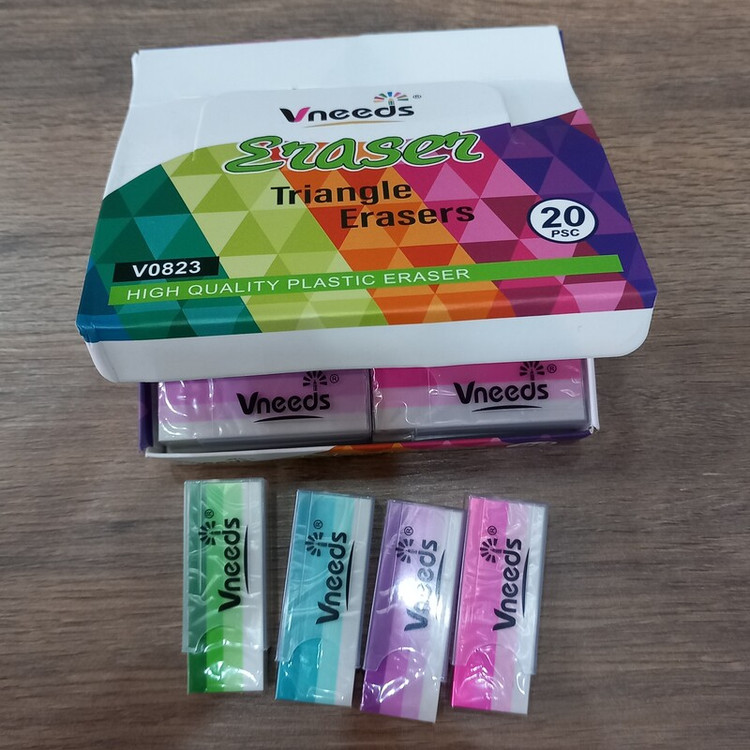 Vneeds®
Eraser
Triangle
Erasers
20
PSC
V0823
HIGH QUALITY PLASTIC ERASER
Vneeds®
Vneeds®
Vneeds®
Vneeds®
Vneeds®
Vneeds®